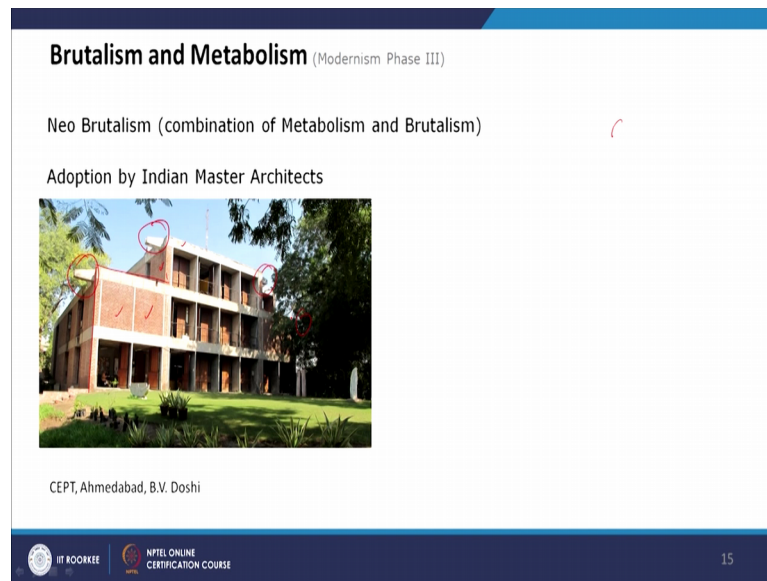 Brutalism and Metabolism (Modernism Phase III)
Neo Brutalism (combination of Metabolism and Brutalism)
Adoption by Indian Master Architects
CEPT, Ahmedabad, B.V. Doshi
IIT ROORKEE
NPTEL ONLINE
CERTIFICATION COURSE
15